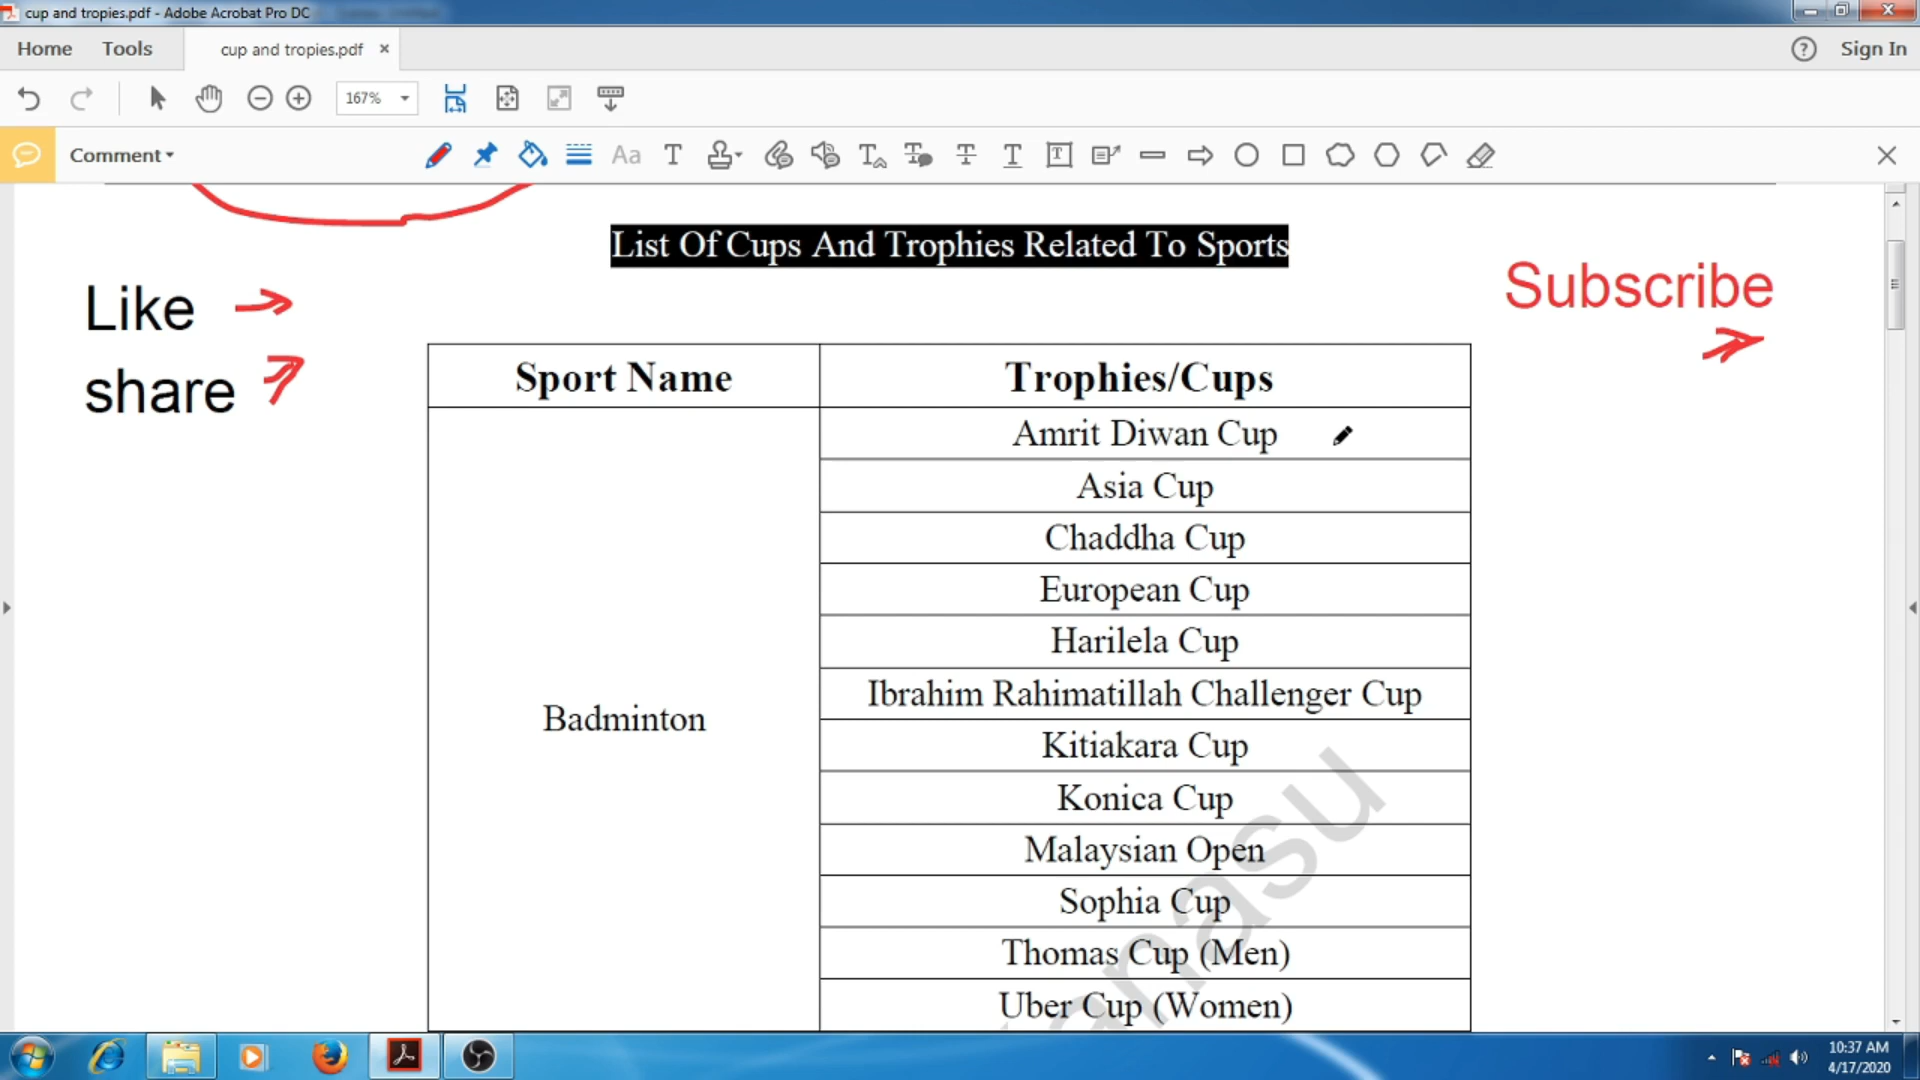 cup and tropies.pdf - Adobe Acrobat Pro DC
Home Tools cup and tropies.pdf × ? Sign In
167%
Comment Aa T
List Of Cups And Trophies Related To Sports
Like
share
Subscribe
Sport Name Trophies/Cups
Amrit Diwan Cup
Asia Cup
Chaddha Cup
European Cup
Harilela Cup
Ibrahim Rahimatillah Challenger Cup
Badminton
Kitiakara Cup
Konica Cup
Malaysian Open
Sophia Cup
Thomas Cup (Men)
Uber Cup (Women)
10:37 AM
4/17/2020